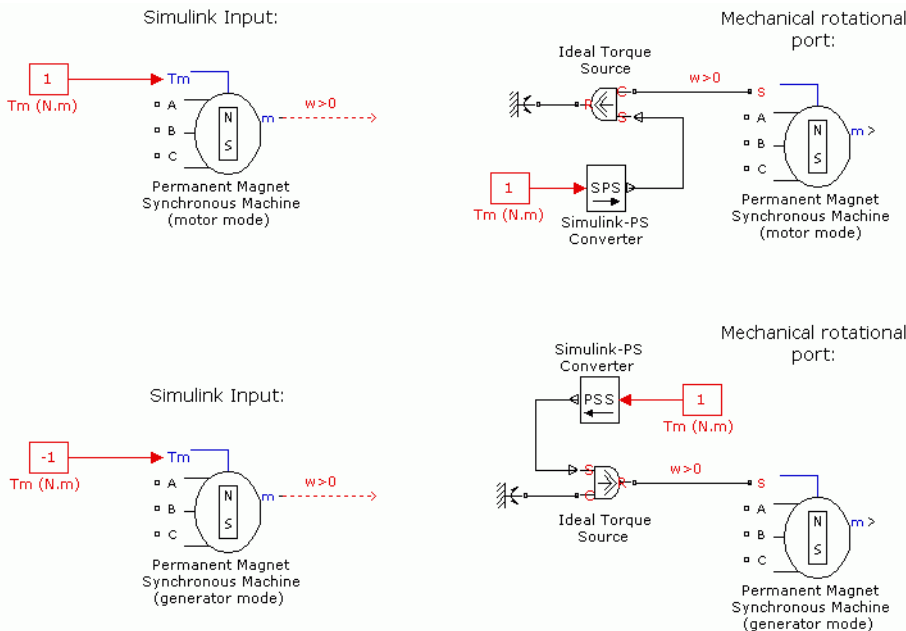 Simulink Input:
1
Tm (N.m)
Tm
A
B
C
N
S
m
w>0
Permanent Magnet
Synchronous Machine
(motor mode)
Mechanical rotational
port:
Ideal Torque
Source
R
C
S
w>0
1
Tm (N.m)
SPS
Simulink-PS
Converter
S
A
B
C
N
S
m >
Permanent Magnet
Synchronous Machine
(motor mode)
Simulink Input:
-1
Tm (N.m)
Tm
A
B
C
N
S
m
w>0
Permanent Magnet
Synchronous Machine
(generator mode)
Mechanical rotational
port:
Simulink-PS
Converter
PSS
1
Tm (N.m)
S
C
R
w>0
Ideal Torque
Source
S
A
B
C
N
S
m >
Permanent Magnet
Synchronous Machine
(generator mode)